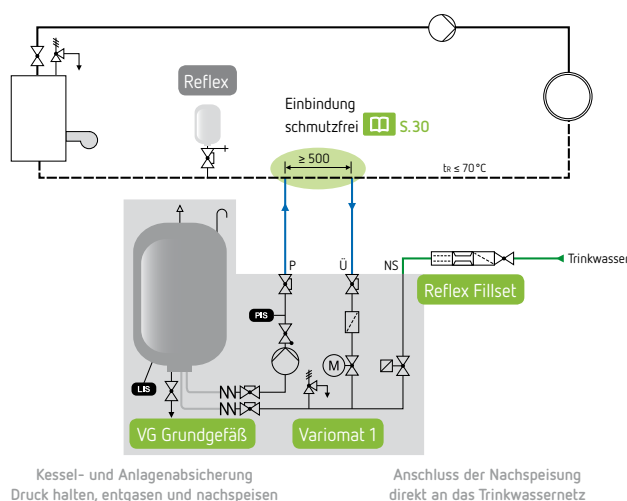 Reflex
Einbindung
schmutzfrei S.30
≥ 500
tR ≤ 70°C
P
Ü
NS
Trinkwasser
Reflex Fillset
PIS
M
LIS
VG Grundgefäß
Variomat 1
Kessel- und Anlagenabsicherung
Druck halten, entgasen und nachspeisen
Anschluss der Nachspeisung
direkt an das Trinkwassernetz